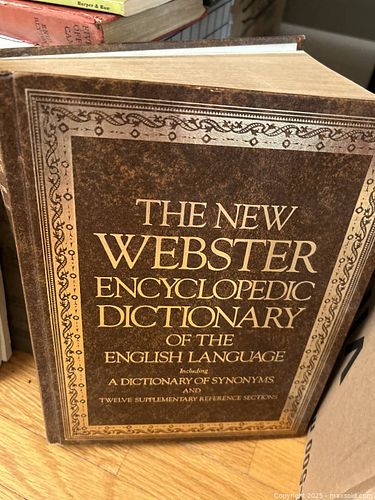 Harper & Row
THE NEW
WEBSTER
ENCYCLOPEDIC
DICTIONARY
OF THE
ENGLISH LANGUAGE
Including
A DICTIONARY OF SYNONYMS
AND
TWELVE SUPPLEMENTARY REFERENCE SECTIONS
Copyright 2025 - maxsold.com